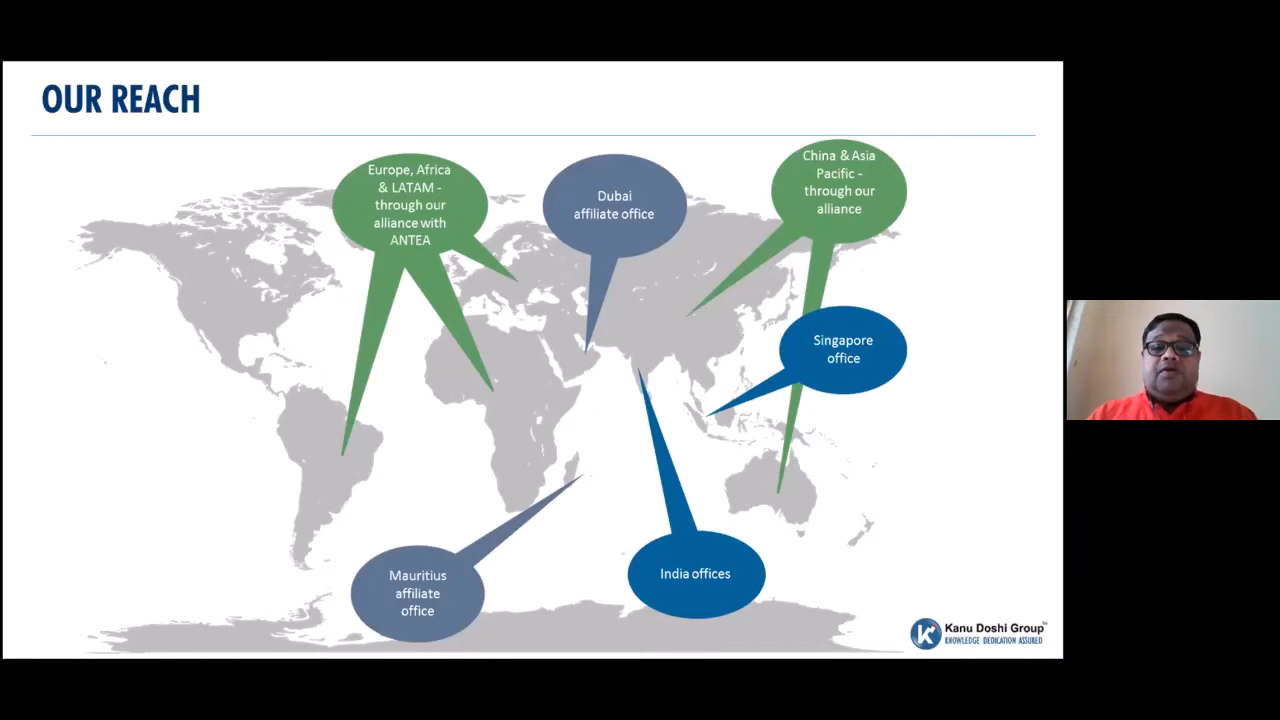 OUR REACH
Europe, Africa
& LATAM -
through our
alliance with
ANTEA
Dubai
affiliate office
China & Asia
Pacific -
through our
alliance
Singapore
office
Mauritius
affiliate
office
India offices
Kanu Doshi Group
KNOWLEDGE DEDICATION ASSURED